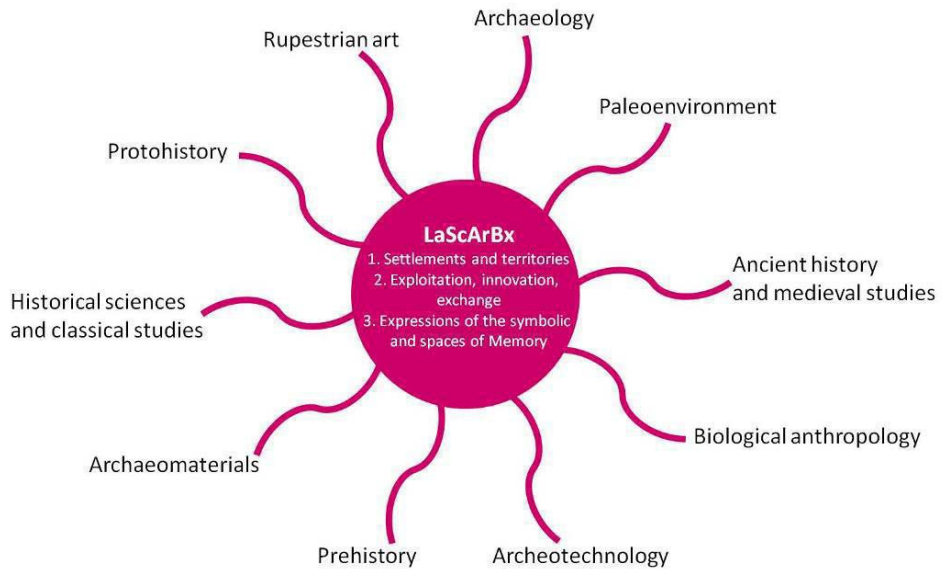 Archaeology
Rupestrian art
Paleoenvironment
Protohistory
LaScArBx
1. Settlements and territories
2. Exploitation, innovation,
exchange
3. Expressions of the symbolic
and spaces of Memory
Ancient history
and medieval studies
Historical sciences
and classical studies
Biological anthropology
Archaeomaterials
Prehistory
Archeotechnology